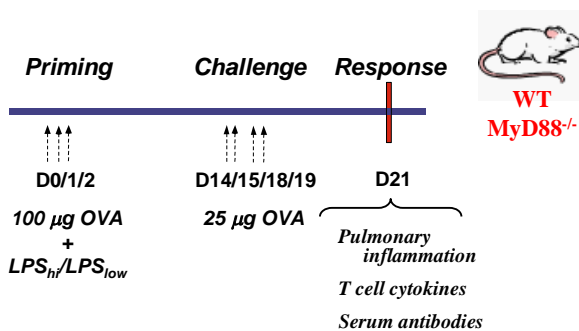 Priming Challenge Response
WT
MyD88-/-
D0/1/2 D14/15/18/19 D21
100 µg OVA 25 µg OVA
+
LPShi/LPSlow
Pulmonary
inflammation
T cell cytokines
Serum antibodies